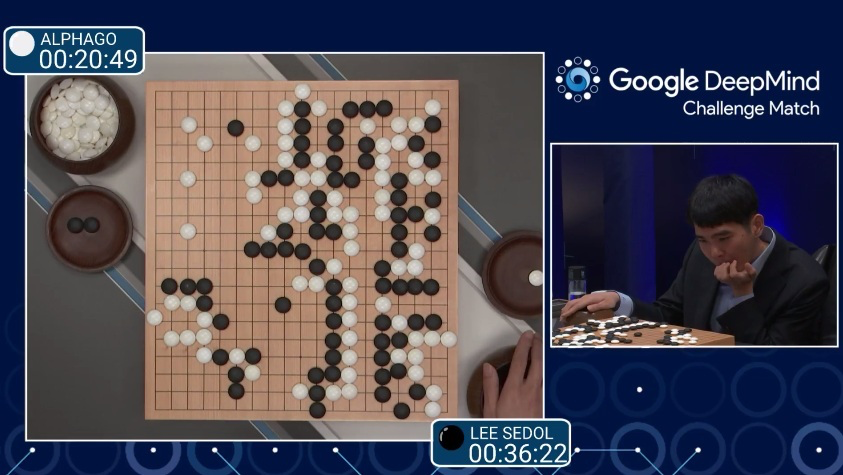 ALPHAGO
00:20:49
Google DeepMind
Challenge Match
LEE SEDOL
00:36:22